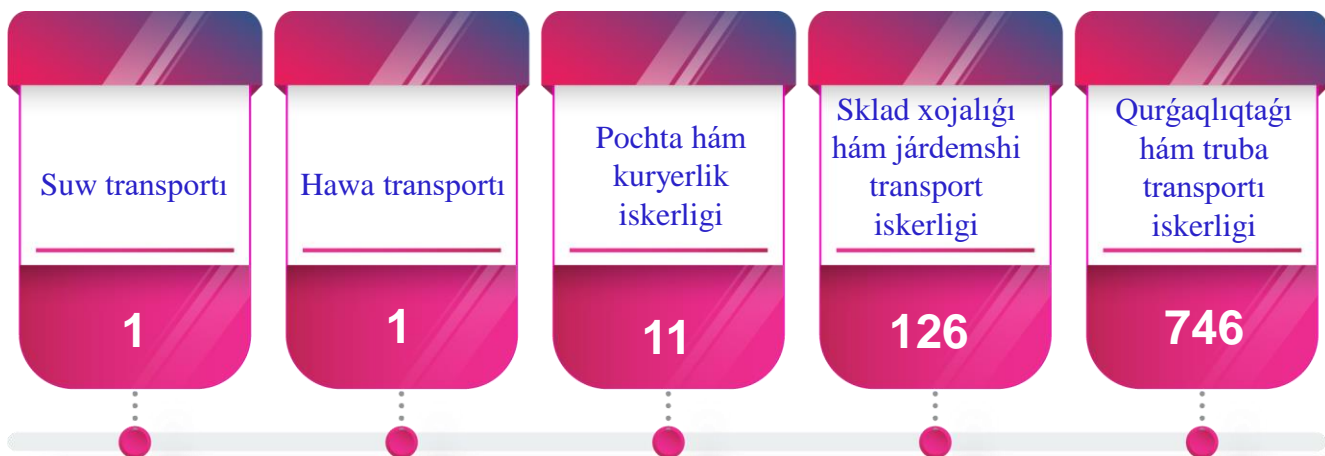 Suw transportı
1
Hawa transportı
1
Pochta hám
kuryerlik
iskerligi
11
Sklad xojalıǵı
hám járdemshi
transport
iskerligi
126
Qurǵaqlıqtaǵı
hám truba
transportı
iskerligi
746